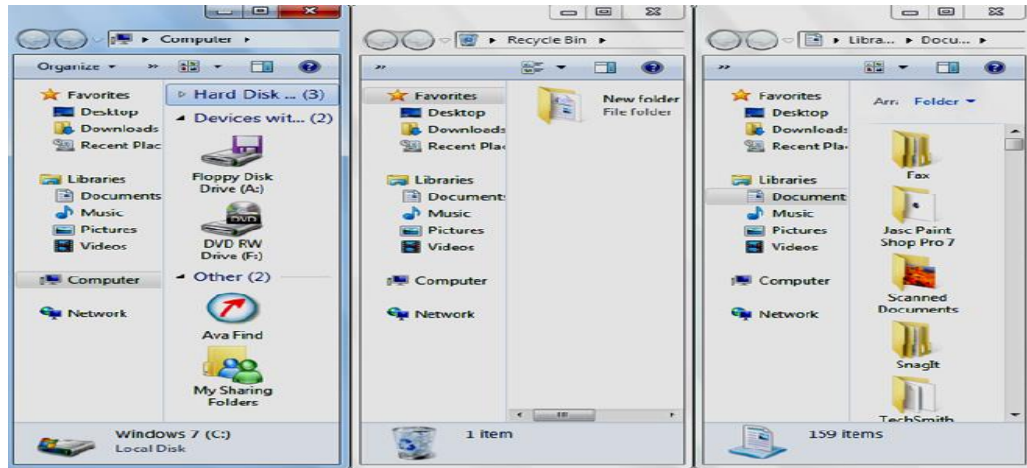 Computer
Organize
»
Favorites
Desktop
Downloads
Recent Plac
Libraries
Documents
Music
Pictures
Videos
Computer
Network
Hard Disk ... (3)
Devices wit... (2)
Floppy Disk
Drive (A:)
DVD RW
Drive (F:)
Other (2)
Ava Find
My Sharing
Folders
Windows 7 (C:)
Local Disk
Recycle Bin
»
Favorites
Desktop
Downloads
Recent Pla
Libraries
Document
Music
Pictures
Videos
Computer
Network
New folder
File folder
1 item
Libra... Docu...
»
Favorites
Desktop
Downloads
Recent Pla
Libraries
Document
Music
Pictures
Videos
Computer
Network
Arr. Folder
Fax
Jasc Paint
Shop Pro 7
Scanned
Documents
SnagIt
TechSmith
159 items